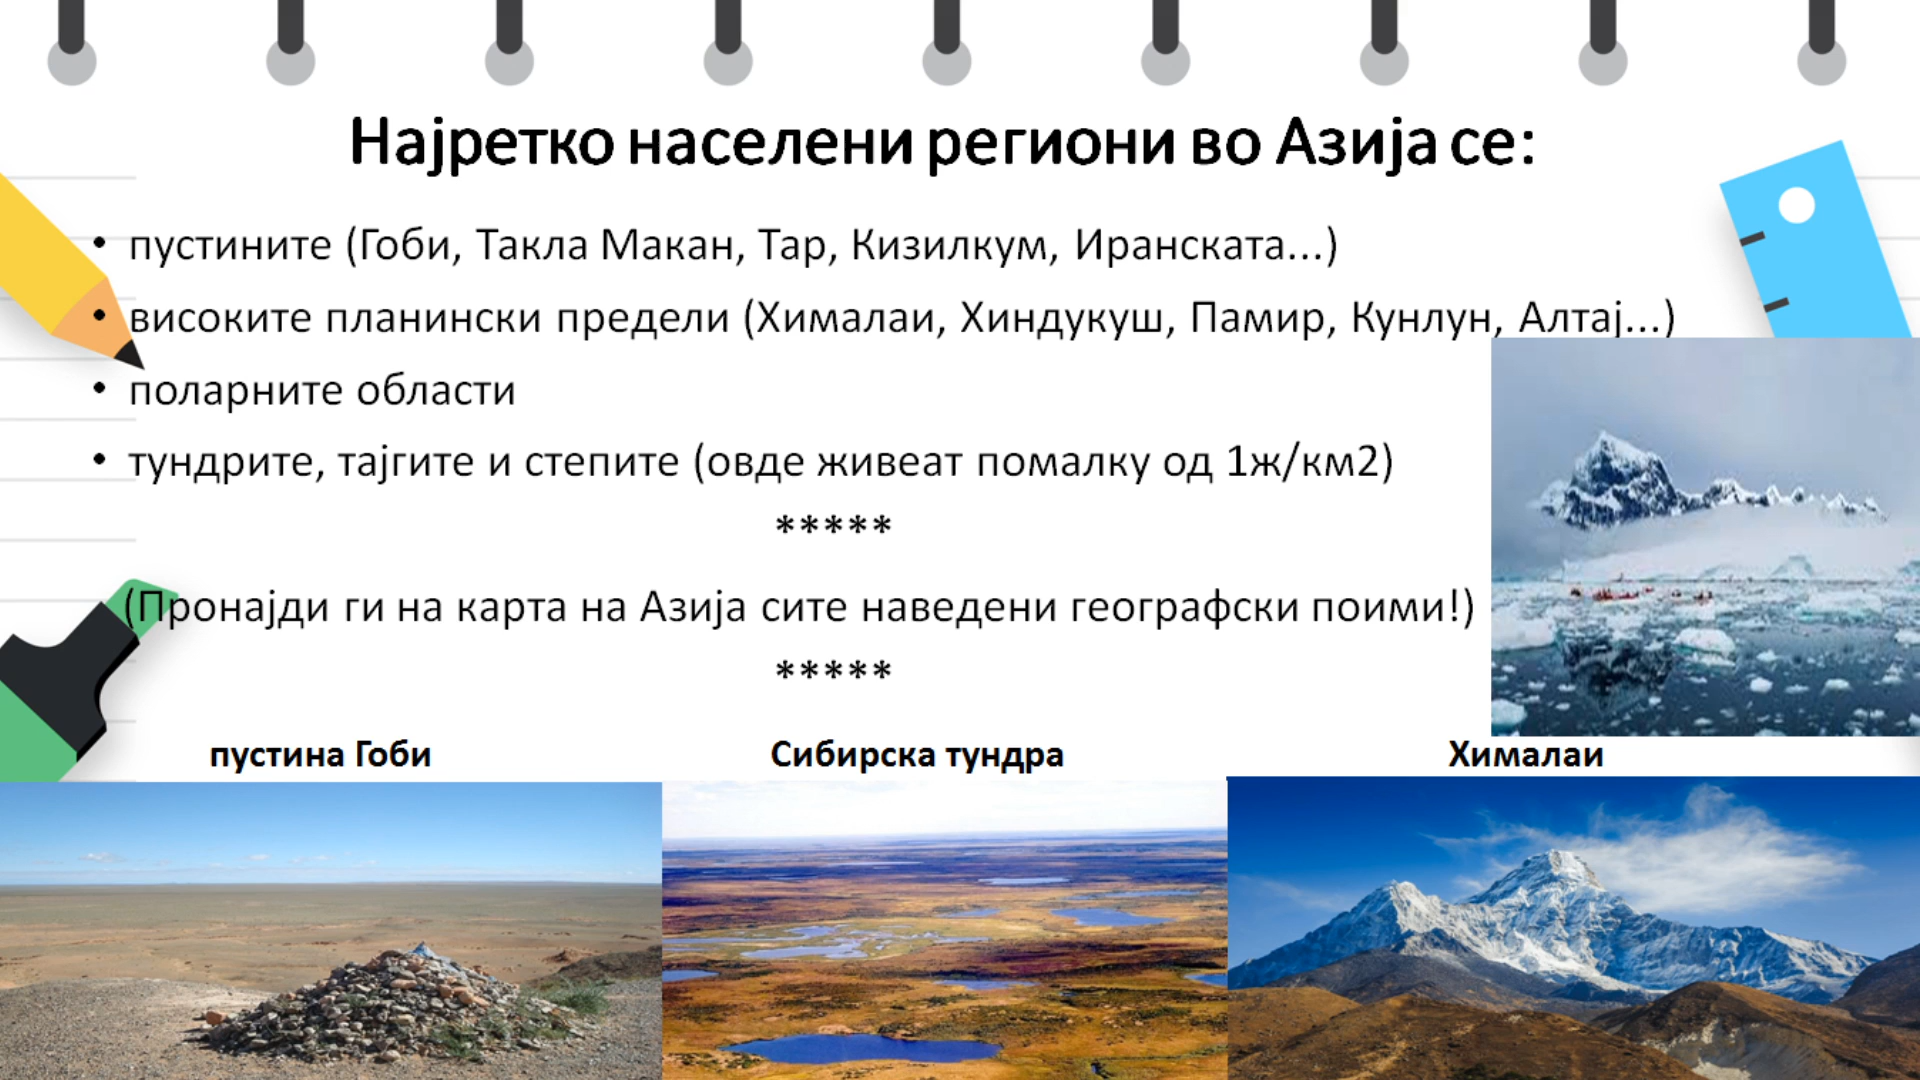 Најретко населени региони во Азија се:
• пустините (Гоби, Такла Макан, Тар, Кизилкум, Иранската...)
• високите планински предели (Хималаи, Хиндукуш, Памир, Кунлун, Алтај...)
• поларните области
• тундрите, тајгите и степите (овде живеат помалку од 1ж/км2)
*****
(Пронајди ги на карта на Азија сите наведени географски поими!)
*****
пустина Гоби
Сибирска тундра
Хималаи